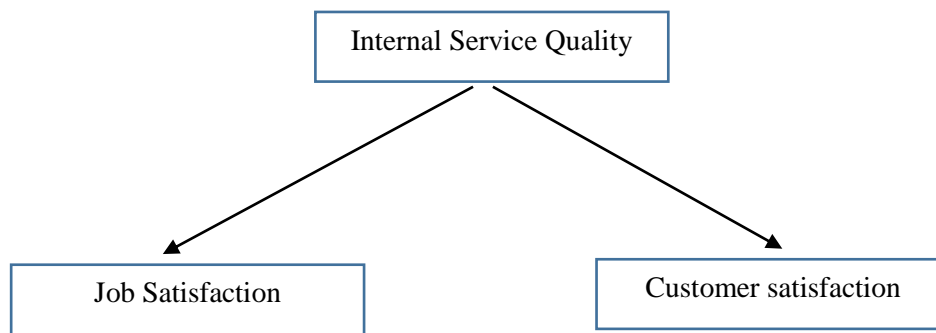 Internal Service Quality
Job Satisfaction
Customer satisfaction